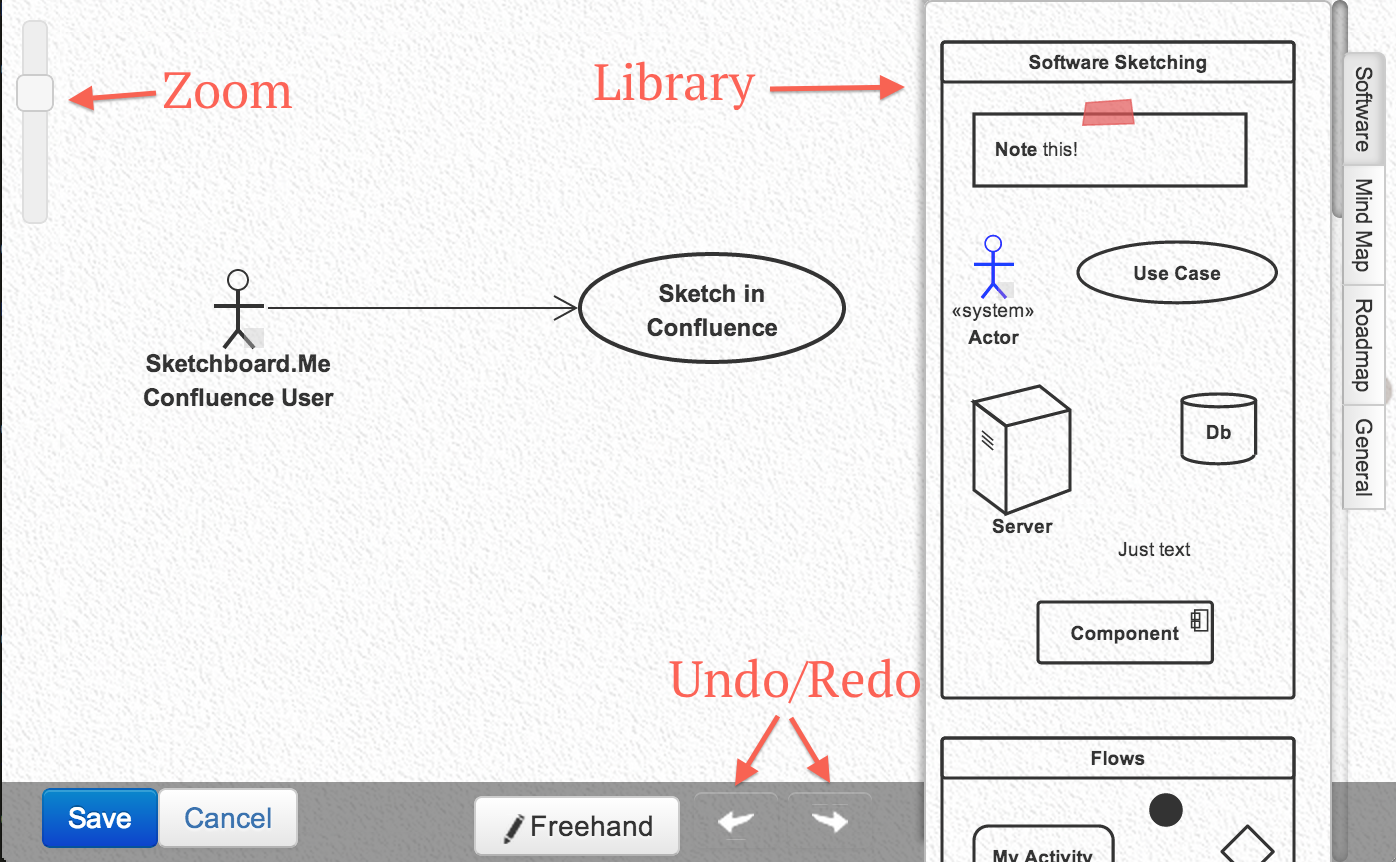 Zoom
Library
Software Sketching
Note this!
Sketch in
Confluence
Sketchboard.Me
Confluence User
Use Case
«system»
Actor
Db
Server
Just text
Component
Undo/Redo
Flows
My Activity
Software
Mind Map
Roadmap
General
Save
Cancel
Freehand